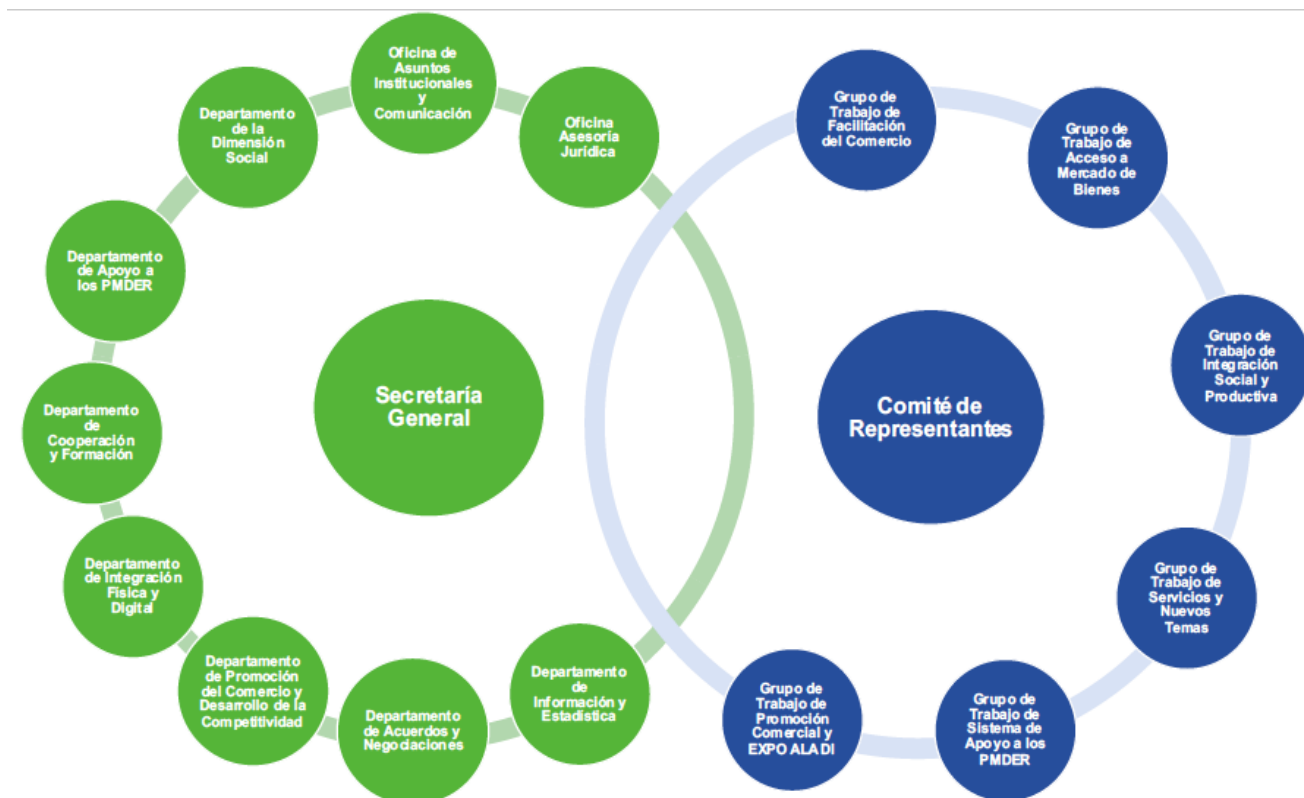 Oficina de
Asuntos
Institucionales
y
Comunicación
Oficina
Asesoría
Jurídica
Departamento
de la
Dimensión
Social
Departamento
de Apoyo a
los PMDER
Departamento
de
Cooperación
y Formación
Departamento
de Integración
Física y
Digital
Departamento
de Promoción
del Comercio y
Desarrollo de la
Competitividad
Departamento
de Acuerdos y
Negociaciones
Departamento
de
Información y
Estadística
Secretaría
General
Grupo de
Trabajo de
Facilitación
del Comercio
Grupo de
Trabajo de
Acceso a
Mercado de
Bienes
Grupo de
Trabajo de
Integración
Social y
Productiva
Grupo de
Trabajo de
Servicios y
Nuevos
Temas
Grupo de
Trabajo de
Sistema de
Apoyo a los
PMDER
Grupo de
Trabajo de
Promoción
Comercial y
EXPO ALADI
Comité de
Representantes